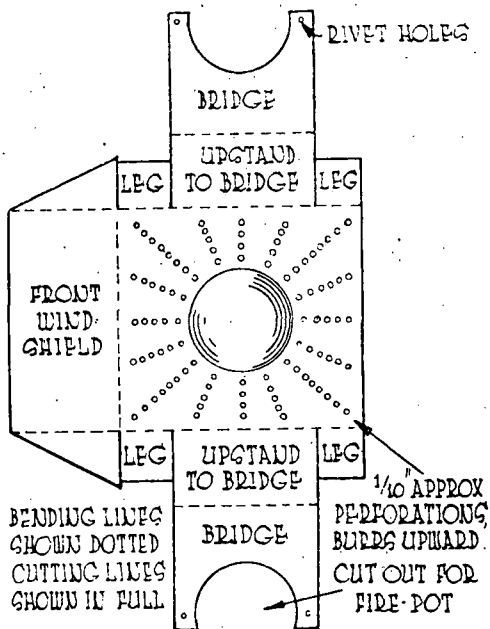 RIVET HOLES
BRIDGE
UPSTAND
TO BRIDGE
LEG
LEG
FRONT
WIND-
SHIELD
LEG
UPSTAND
TO BRIDGE
LEG
1/10" APPROX
PERFORATIONS,
BURRS UPWARD
BENDING LINES
SHOWN DOTTED
CUTTING LINES
SHOWN IN FULL
BRIDGE
CUT OUT FOR
FIRE-POT